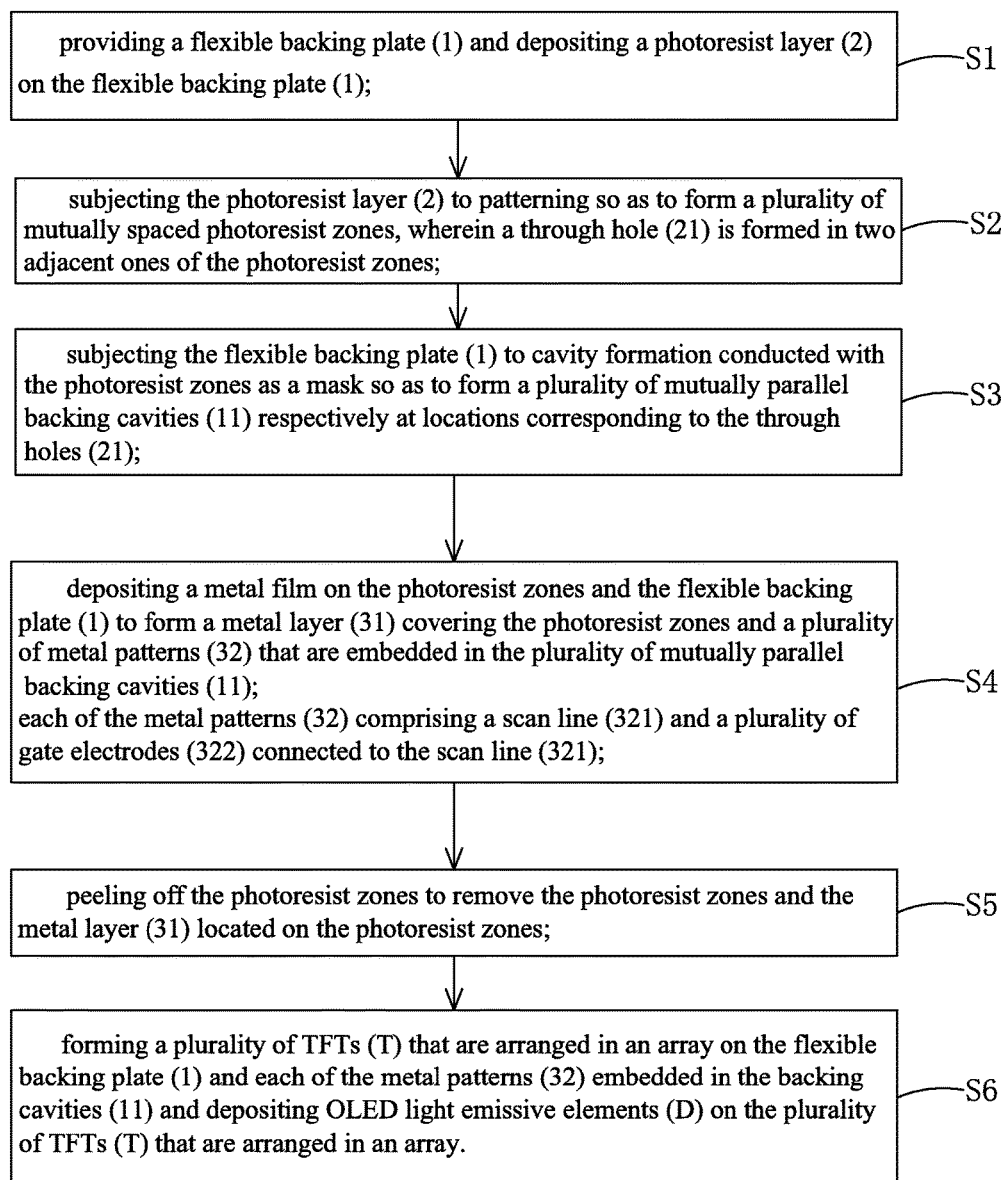 providing a flexible backing plate (1) and depositing a photoresist layer (2)
on the flexible backing plate (1);
S1
subjecting the photoresist layer (2) to patterning so as to form a plurality of
mutually spaced photoresist zones, wherein a through hole (21) is formed in two
adjacent ones of the photoresist zones;
S2
subjecting the flexible backing plate (1) to cavity formation conducted with
the photoresist zones as a mask so as to form a plurality of mutually parallel
backing cavities (11) respectively at locations corresponding to the through
holes (21);
S3
depositing a metal film on the photoresist zones and the flexible backing
plate (1) to form a metal layer (31) covering the photoresist zones and a plurality
of metal patterns (32) that are embedded in the plurality of mutually parallel
backing cavities (11);
each of the metal patterns (32) comprising a scan line (321) and a plurality of
gate electrodes (322) connected to the scan line (321);
S4
peeling off the photoresist zones to remove the photoresist zones and the
metal layer (31) located on the photoresist zones;
S5
forming a plurality of TFTs (T) that are arranged in an array on the flexible
backing plate (1) and each of the metal patterns (32) embedded in the backing
cavities (11) and depositing OLED light emissive elements (D) on the plurality
of TFTs (T) that are arranged in an array.
S6